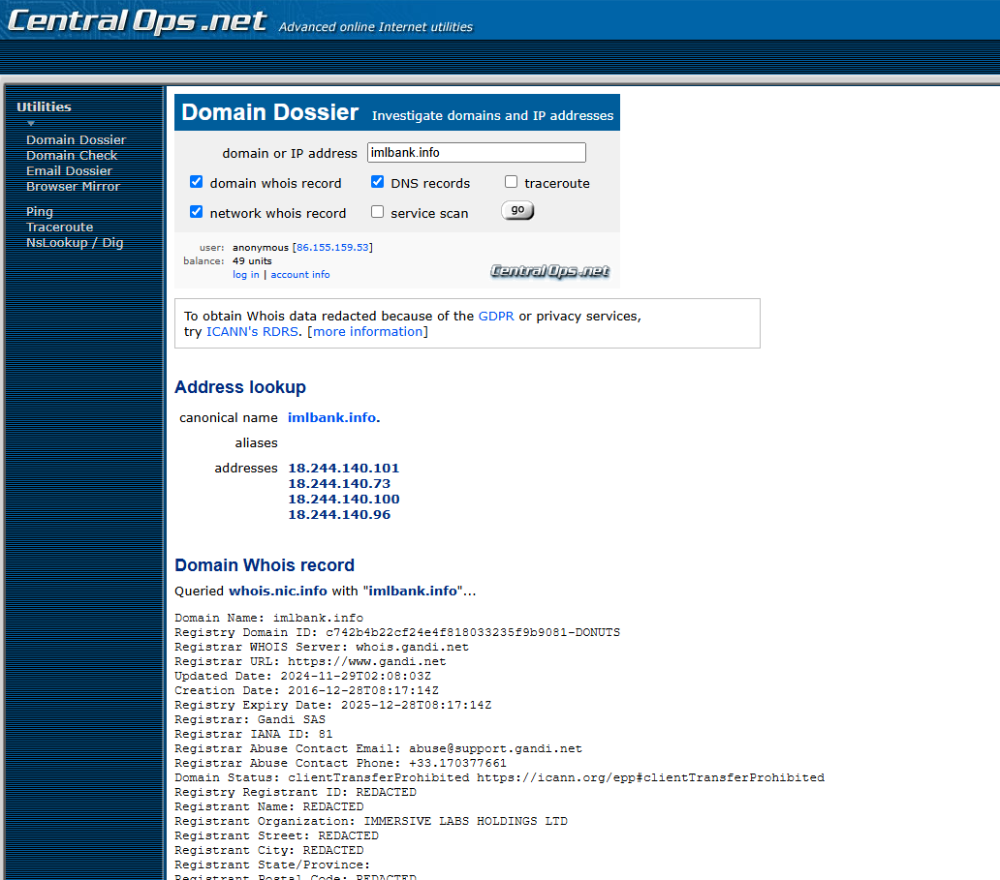 CentralOps.net Advanced online Internet utilities
Utilities
Domain Dossier
Domain Check
Email Dossier
Browser Mirror
Ping
Traceroute
NsLookup / Dig
Domain Dossier Investigate domains and IP addresses
domain or IP address imlbank.info
domain whois record DNS records traceroute
network whois record service scan go
user: anonymous [86.155.159.53]
balance: 49 units
log in | account info
CentralOps.net
To obtain Whois data redacted because of the GDPR or privacy services,
try ICANN's RDRS. [more information]
Address lookup
canonical name imlbank.info.
aliases
addresses 18.244.140.101
18.244.140.73
18.244.140.100
18.244.140.96
Domain Whois record
Queried whois.nic.info with "imlbank.info"...
Domain Name: imlbank.info
Registry Domain ID: c742b4b22cf24e4f818033235f9b9081-DONUTS
Registrar WHOIS Server: whois.gandi.net
Registrar URL: https://www.gandi.net
Updated Date: 2024-11-29T02:08:03Z
Creation Date: 2016-12-28T08:17:14Z
Registry Expiry Date: 2025-12-28T08:17:14Z
Registrar: Gandi SAS
Registrar IANA ID: 81
Registrar Abuse Contact Email: abuse@support.gandi.net
Registrar Abuse Contact Phone: +33.170377661
Domain Status: clientTransferProhibited https://icann.org/epp#clientTransferProhibited
Registry Registrant ID: REDACTED
Registrant Name: REDACTED
Registrant Organization: IMMERSIVE LABS HOLDINGS LTD
Registrant Street: REDACTED
Registrant City: REDACTED
Registrant State/Province:
Registrant Postal Code: REDACTED